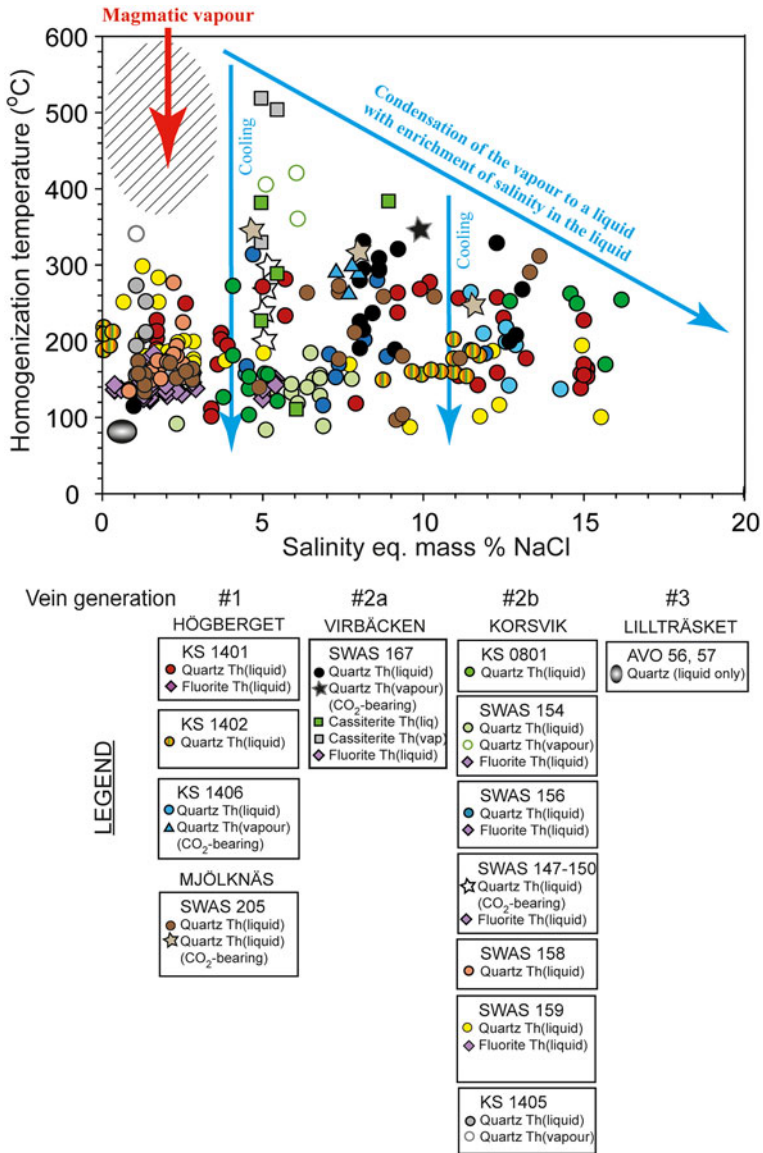 Magmatic vapour
600
500
400
300
200
100
0
Homogenization temperature (°C)
Cooling
Condensation of the vapour to a liquid
with enrichment of salinity in the liquid
Cooling
0
5
10
15
20
Salinity eq. mass % NaCl
Vein generation #1 #2a #2b #3
HÖGBERGET
KS 1401
Quartz Th(liquid)
Fluorite Th(liquid)
KS 1402
Quartz Th(liquid)
KS 1406
Quartz Th(liquid)
Quartz Th(vapour)
(CO2-bearing)
MJÖLKNÄS
SWAS 205
Quartz Th(liquid)
Quartz Th(liquid)
(CO2-bearing)
VIRBÄCKEN
SWAS 167
Quartz Th(liquid)
Quartz Th(vapour)
(CO2-bearing)
Cassiterite Th(liq)
Cassiterite Th(vap)
Fluorite Th(liquid)
KORSVIK
KS 0801
Quartz Th(liquid)
SWAS 154
Quartz Th(liquid)
Quartz Th(vapour)
Fluorite Th(liquid)
SWAS 156
Quartz Th(liquid)
Fluorite Th(liquid)
SWAS 147-150
Quartz Th(liquid)
(CO2-bearing)
Fluorite Th(liquid)
SWAS 158
Quartz Th(liquid)
SWAS 159
Quartz Th(liquid)
Fluorite Th(liquid)
KS 1405
Quartz Th(liquid)
Quartz Th(vapour)
LILLTRÄSKET
AVO 56, 57
Quartz (liquid only)
LEGEND